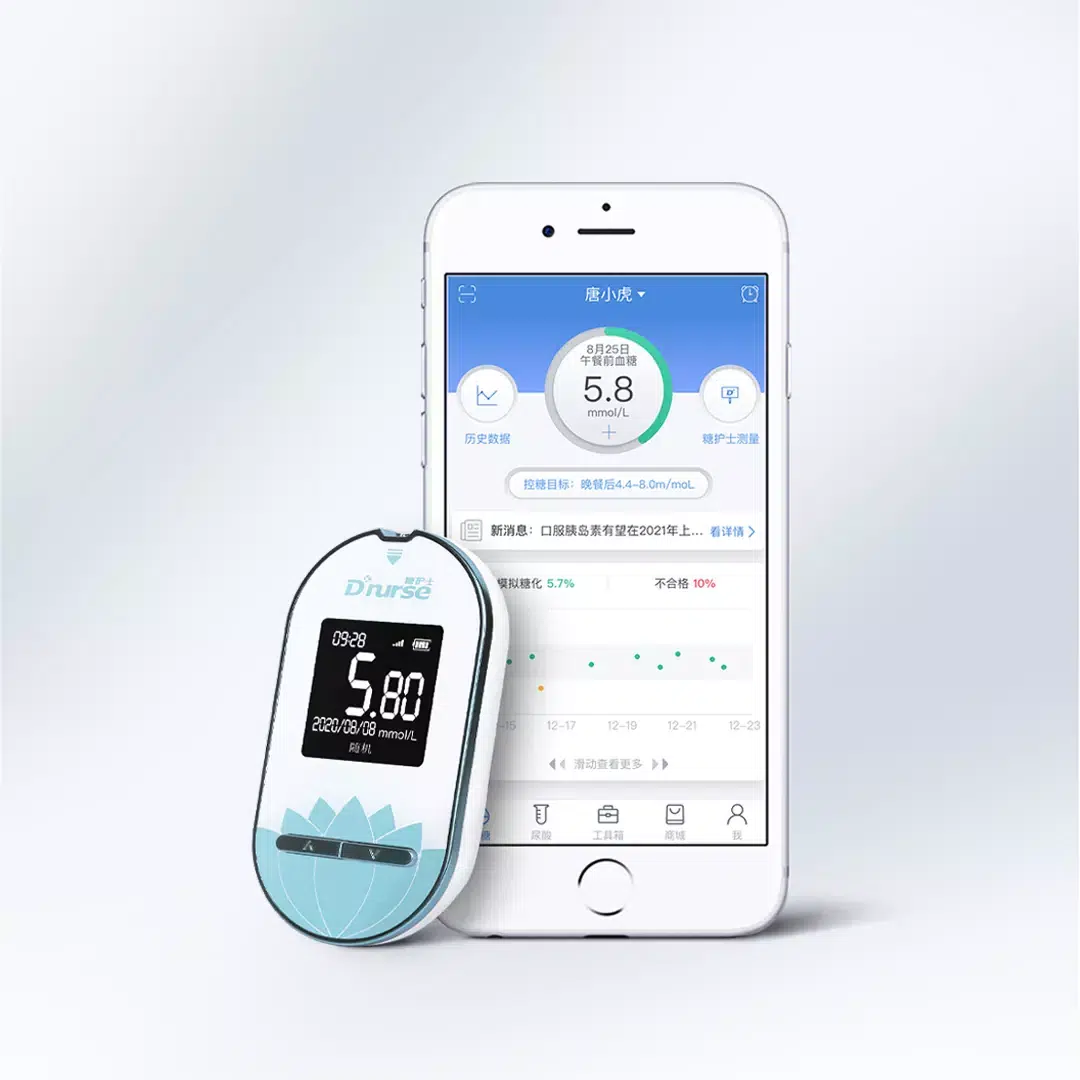 唐小虎
8月25日
午餐前血糖
5.8
mmol/L
历史数据
糖护士测量
控糖目标：晚餐后4.4-8.0m/moL
新消息：口服胰岛素有望在2021年上... 看详情
模拟糖化 5.7%
不合格 10%
-15 12-17 12-19 12-21 12-23
滑动查看更多
糖 尿酸 工具箱 商城 我
糖护士
D'nurse
09:28
5.80
2020/08/08 mmol/L
随机